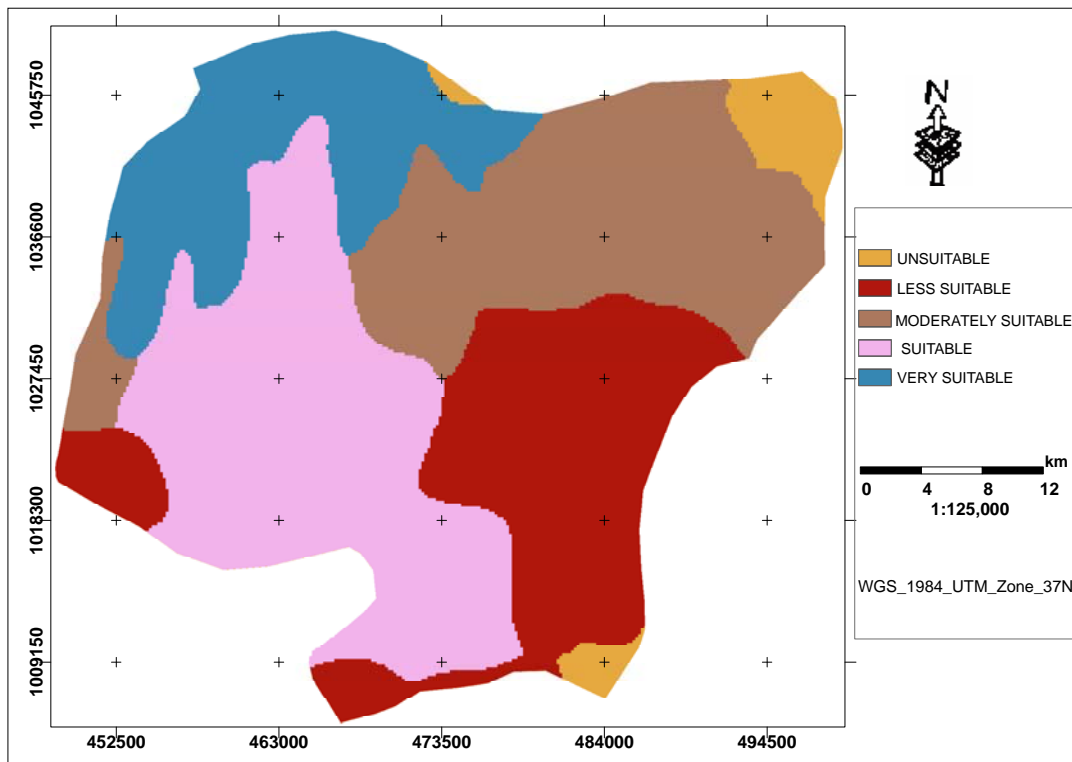 N
1045750
1036600
1027450
1018300
1009150
452500
463000
473500
484000
494500
UNSUITABLE
LESS SUITABLE
MODERATELY SUITABLE
SUITABLE
VERY SUITABLE
km
0 4 8 12
1:125,000
WGS_1984_UTM_Zone_37N